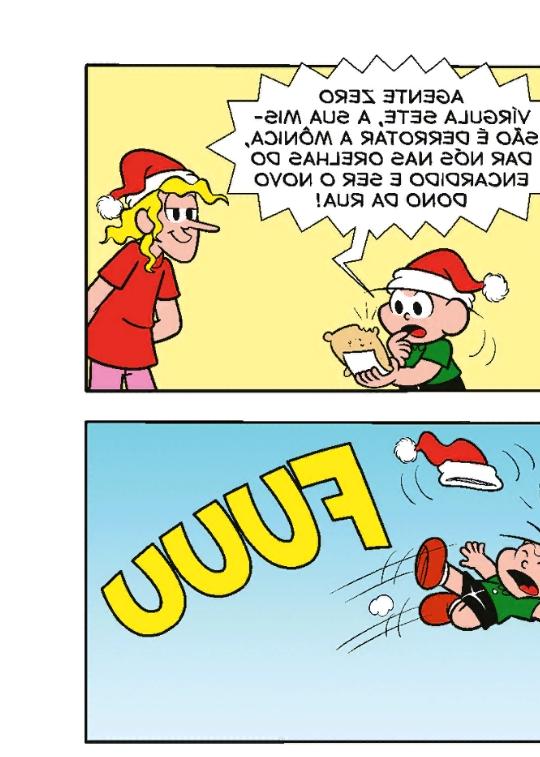 AGENTE ZERO
VÍRGULA SETE, A SUA MIS-
SÃO É DERROTAR A MÔNICA,
DAR NÓS NAS ORELHAS DO
ENCARDIDO E SER O NOVO
DONO DA RUA!
FUUUU